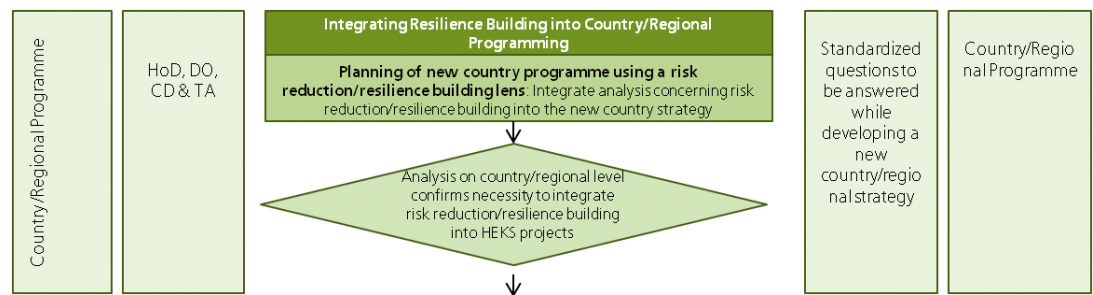 Country/Regional Programme
HoD, DO,
CD & TA
Integrating Resilience Building into Country/Regional
Programming
Planning of new country programme using a risk
reduction/resilience building lens: Integrate analysis concerning risk
reduction/resilience building into the new country strategy
Analysis on country/regional level
confirms necessity to integrate
risk reduction/resilience building
into HEKS projects
Standardized
questions to
be answered
while
developing a
new
country/regio
nal strategy
Country/Regio
nal Programme